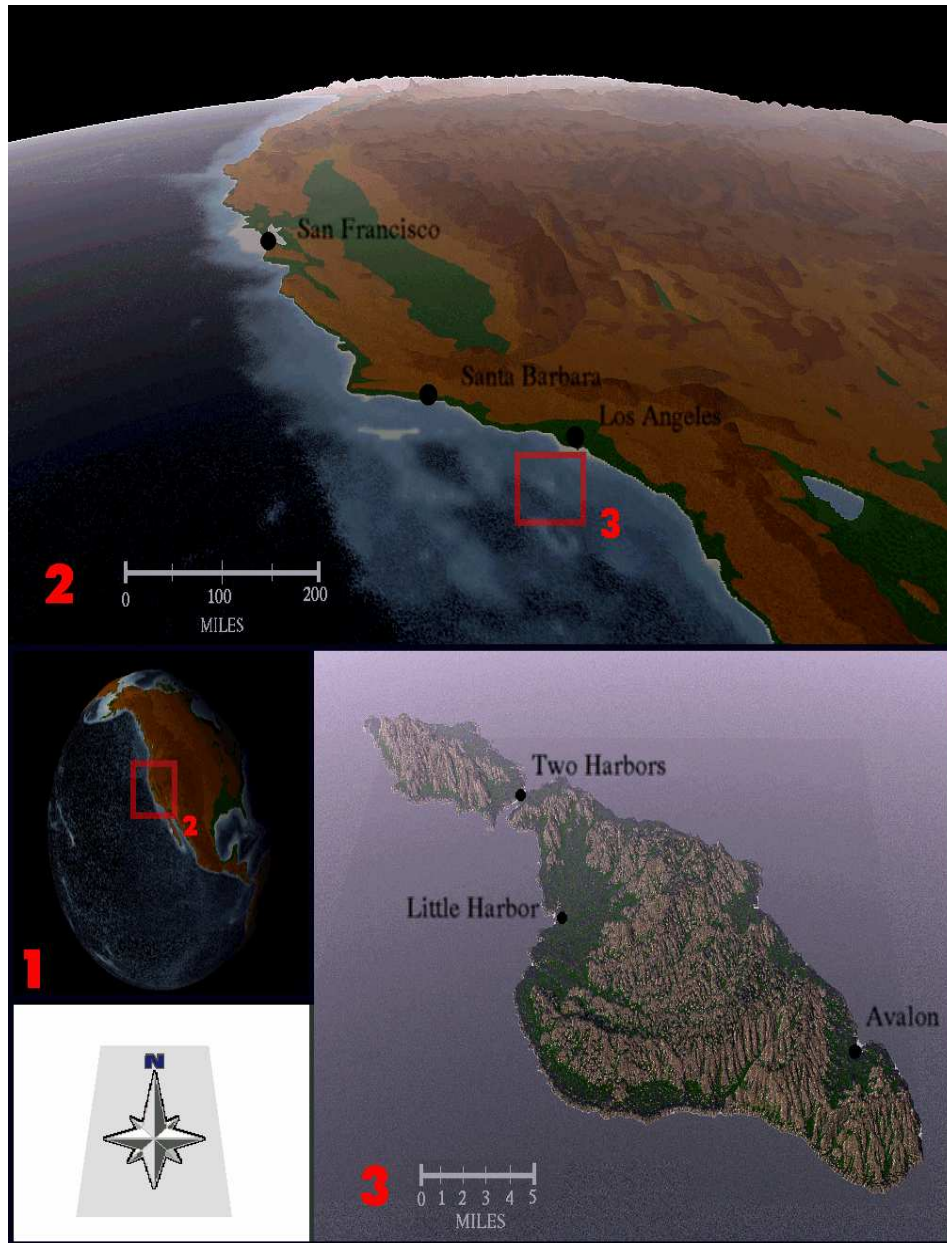 San Francisco
Santa Barbara
Los Angeles
3
2
0 100 200
MILES
2
1
N
Two Harbors
Little Harbor
Avalon
3
0 1 2 3 4 5
MILES